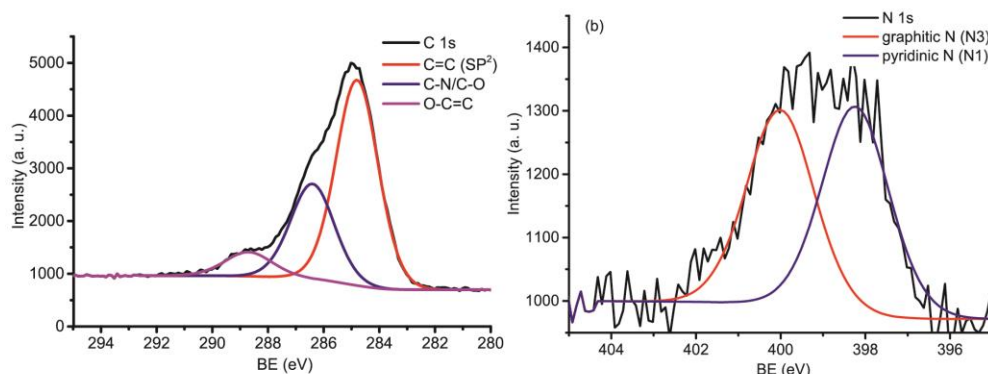 C 1s
C=C (SP²)
C-N/C-O
O-C=C
5000
4000
3000
2000
1000
0
Intensity (a. u.)
294 292 290 288 286 284 282 280
BE (eV)
(b)
N 1s
graphitic N (N3)
pyridinic N (N1)
1400
1300
1200
1100
1000
Intensity (a. u.)
404 402 400 398 396
BE (eV)